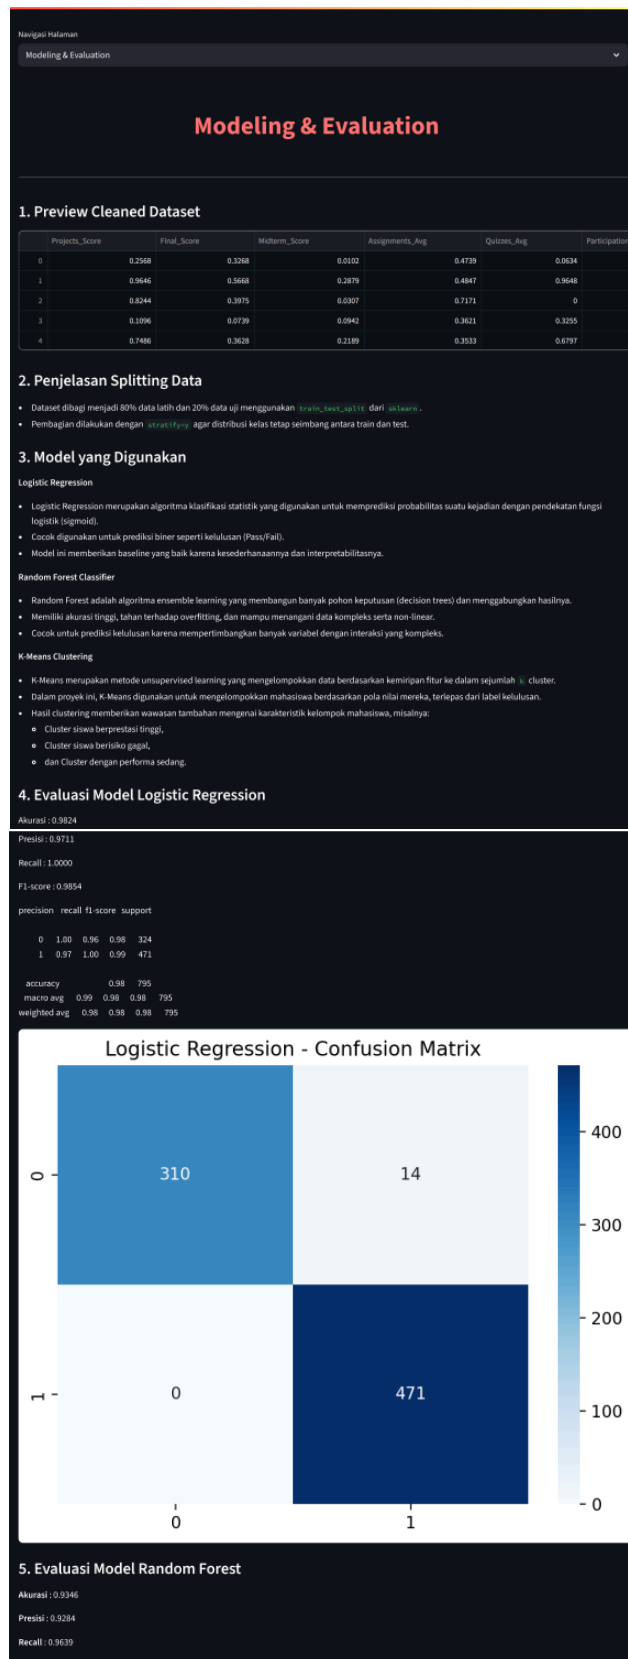 Navigasi Halaman
Modeling & Evaluation
Modeling & Evaluation
1. Preview Cleaned Dataset
Projects_Score Final_Score Midterm_Score Assignments_Avg Quizzes_Avg Participation
0 0.2568 0.3268 0.0102 0.4739 0.0634
1 0.9646 0.5668 0.2879 0.4847 0.9648
2 0.8244 0.3975 0.0307 0.7171 0
3 0.1096 0.0739 0.0942 0.3621 0.3255
4 0.7486 0.3628 0.2189 0.3533 0.6797
2. Penjelasan Splitting Data
• Dataset dibagi menjadi 80% data latih dan 20% data uji menggunakan train_test_split dari sklearn.
• Pembagian dilakukan dengan stratify=y agar distribusi kelas tetap seimbang antara train dan test.
3. Model yang Digunakan
Logistic Regression
• Logistic Regression merupakan algoritma klasifikasi statistik yang digunakan untuk memprediksi probabilitas suatu kejadian dengan pendekatan fungsi
logistik (sigmoid).
• Cocok digunakan untuk prediksi biner seperti kelulusan (Pass/Fail).
• Model ini memberikan baseline yang baik karena kesederhanaannya dan interpretabilitasnya.
Random Forest Classifier
• Random Forest adalah algoritma ensemble learning yang membangun banyak pohon keputusan (decision trees) dan menggabungkan hasilnya.
• Memiliki akurasi tinggi, tahan terhadap overfitting, dan mampu menangani data kompleks serta non-linear.
• Cocok untuk prediksi kelulusan karena mempertimbangkan banyak variabel dengan interaksi yang kompleks.
K-Means Clustering
• K-Means merupakan metode unsupervised learning yang mengelompokkan data berdasarkan kemiripan fitur ke dalam sejumlah k cluster.
• Dalam proyek ini, K-Means digunakan untuk mengelompokkan mahasiswa berdasarkan pola nilai mereka, terlepas dari label kelulusan.
• Hasil clustering memberikan wawasan tambahan mengenai karakteristik kelompok mahasiswa, misalnya:
Cluster siswa berprestasi tinggi,
Cluster siswa berisiko gagal,
dan Cluster dengan performa sedang.
4. Evaluasi Model Logistic Regression
Akurasi : 0.9824
Presisi : 0.9711
Recall : 1.0000
F1-score : 0.9854
precision recall f1-score support
0 1.00 0.96 0.98 324
1 0.97 1.00 0.99 471
accuracy 0.98 795
macro avg 0.99 0.98 0.98 795
weighted avg 0.98 0.98 0.98 795
Logistic Regression - Confusion Matrix
400
0 310 14
300
200
1 0 471
100
0
0 1
5. Evaluasi Model Random Forest
Akurasi : 0.9346
Presisi : 0.9284
Recall : 0.9639